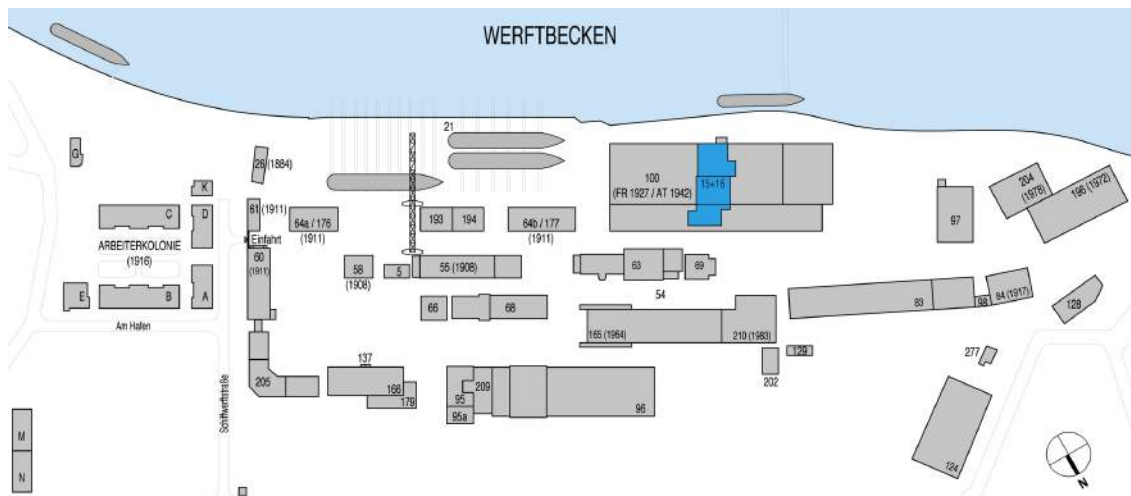 WERFTBECKEN
21
G
26 (1884)
K
61 (1911)
C
D
64a / 176
(1911)
193
194
64b / 177
(1911)
100
(FR 1927 / AT 1942)
15+16
97
204
(1978)
196 (1972)
ARBEITERKOLONIE
(1916)
Einfahrt
60
(1911)
58
(1908)
5
55 (1908)
63
69
54
E
B
A
66
68
165 (1964)
210 (1983)
83
98
84 (1917)
128
Am Hafen
129
202
277
137
205
166
179
95
95a
209
96
124
Schiffwerftstraße
M
N
N